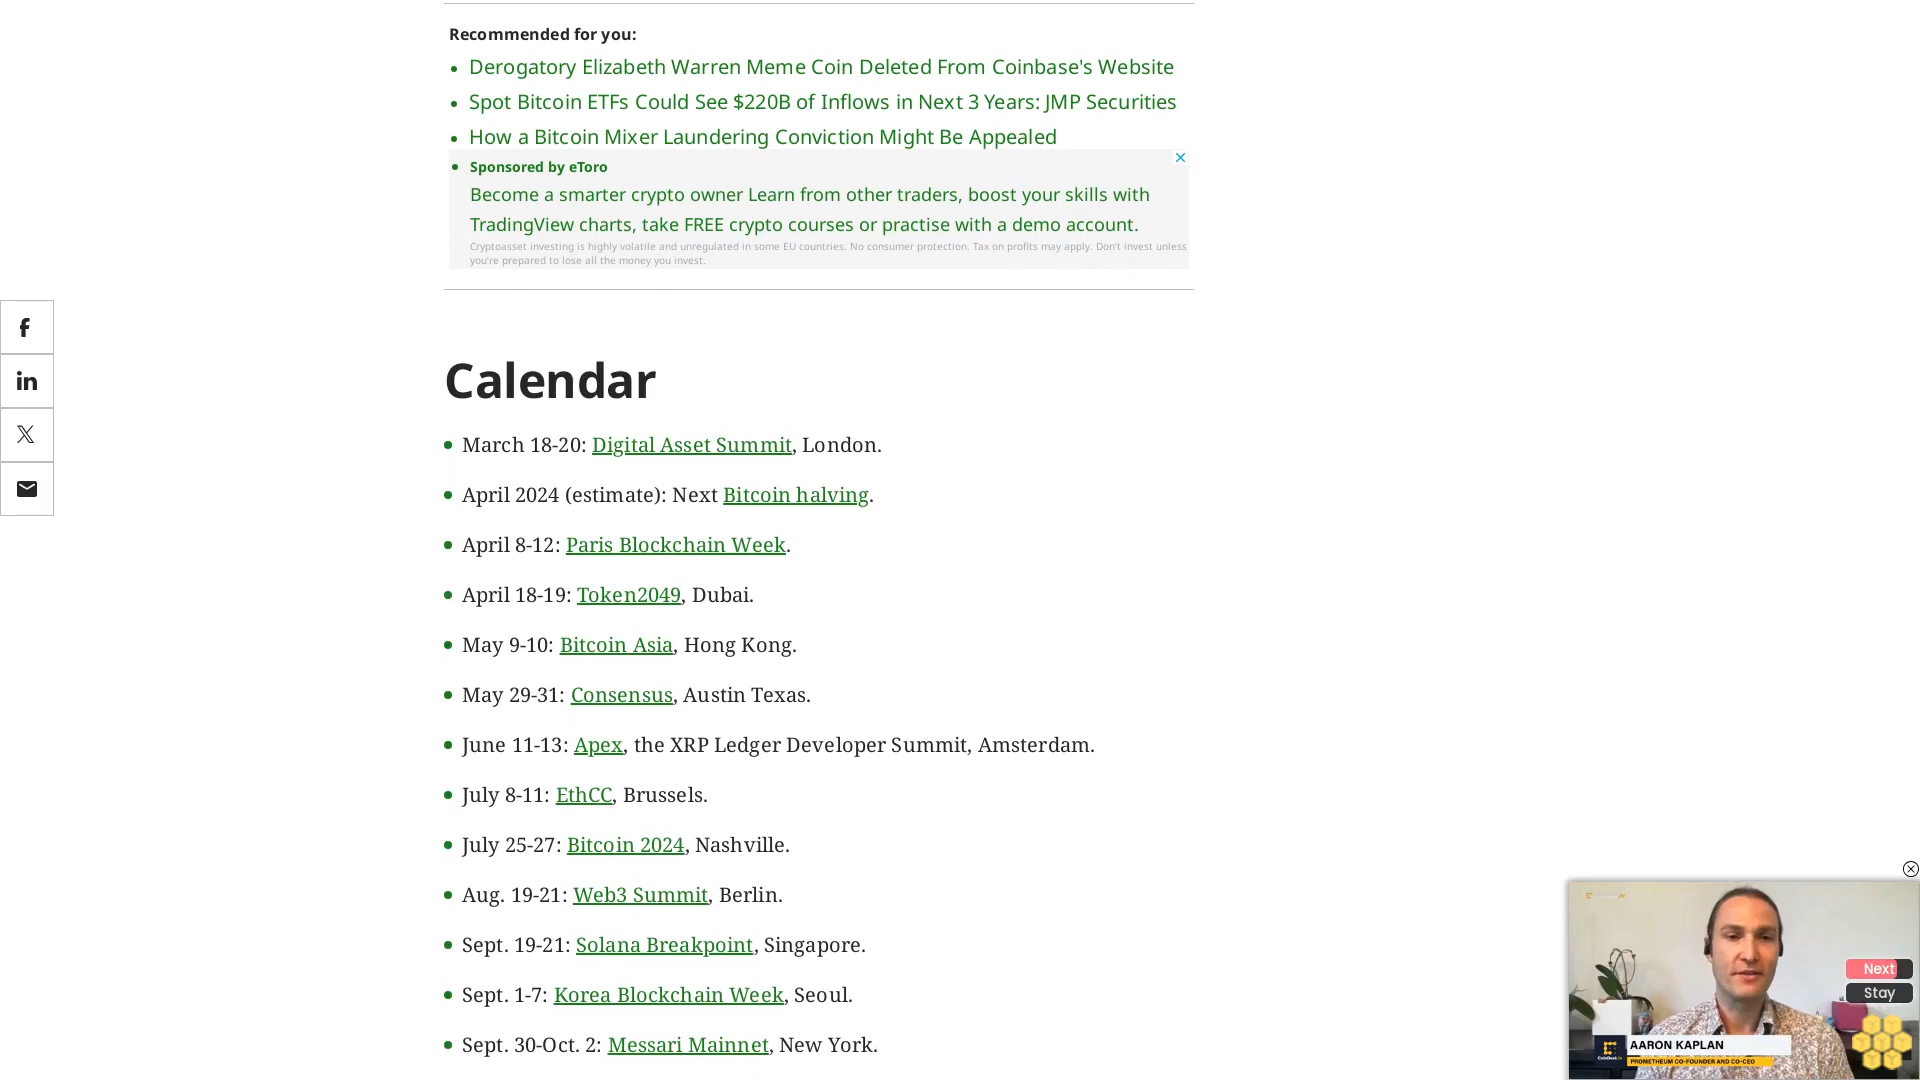 Recommended for you:
Derogatory Elizabeth Warren Meme Coin Deleted From Coinbase's Website
Spot Bitcoin ETFs Could See $220B of Inflows in Next 3 Years: JMP Securities
How a Bitcoin Mixer Laundering Conviction Might Be Appealed
Sponsored by eToro
Become a smarter crypto owner Learn from other traders, boost your skills with
TradingView charts, take FREE crypto courses or practise with a demo account.
Cryptoasset investing is highly volatile and unregulated in some EU countries. No consumer protection. Tax on profits may apply. Don't invest unless
you're prepared to lose all the money you invest.
Calendar
March 18-20: Digital Asset Summit, London.
April 2024 (estimate): Next Bitcoin halving.
April 8-12: Paris Blockchain Week.
April 18-19: Token2049, Dubai.
May 9-10: Bitcoin Asia, Hong Kong.
May 29-31: Consensus, Austin Texas.
June 11-13: Apex, the XRP Ledger Developer Summit, Amsterdam.
July 8-11: EthCC, Brussels.
July 25-27: Bitcoin 2024, Nashville.
Aug. 19-21: Web3 Summit, Berlin.
Sept. 19-21: Solana Breakpoint, Singapore.
Sept. 1-7: Korea Blockchain Week, Seoul.
Sept. 30-Oct. 2: Messari Mainnet, New York.
Next
Stay
AARON KAPLAN
PROMETHEUM CO-FOUNDER AND CO-CEO